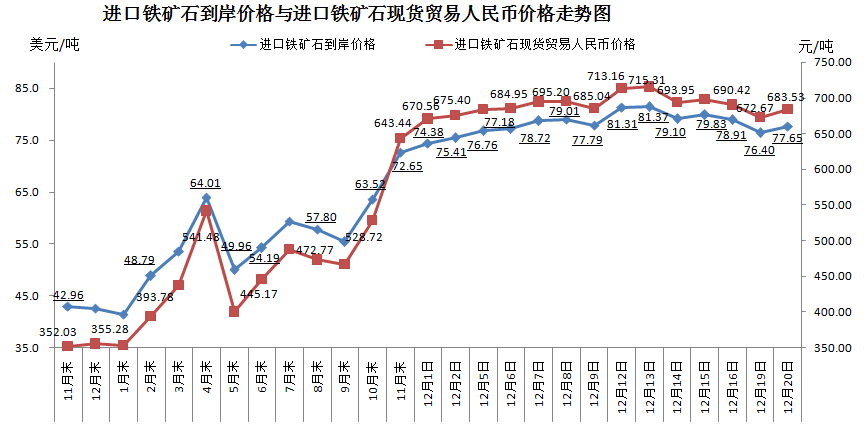 进口铁矿石到岸价格与进口铁矿石现货贸易人民币价格走势图
美元/吨
进口铁矿石到岸价格
进口铁矿石现货贸易人民币价格
元/吨
85.0
75.0
65.0
55.0
45.0
35.0
750.00
700.00
650.00
600.00
550.00
500.00
450.00
400.00
350.00
42.96
48.79
64.01
49.96
54.19
57.80
63.52
72.65
74.38
75.41
76.76
77.18
78.72
79.01
77.79
81.31
81.37
79.10
79.83
78.91
76.40
77.65
352.03
355.28
393.78
541.48
445.17
472.77
528.72
643.44
670.56
675.40
684.95
695.20
685.04
713.16
715.31
693.95
690.42
672.67
683.53
11月末
12月末
1月末
2月末
3月末
4月末
5月末
6月末
7月末
8月末
9月末
10月末
11月末
12月1日
12月2日
12月5日
12月6日
12月7日
12月8日
12月9日
12月12日
12月13日
12月14日
12月15日
12月16日
12月19日
12月20日